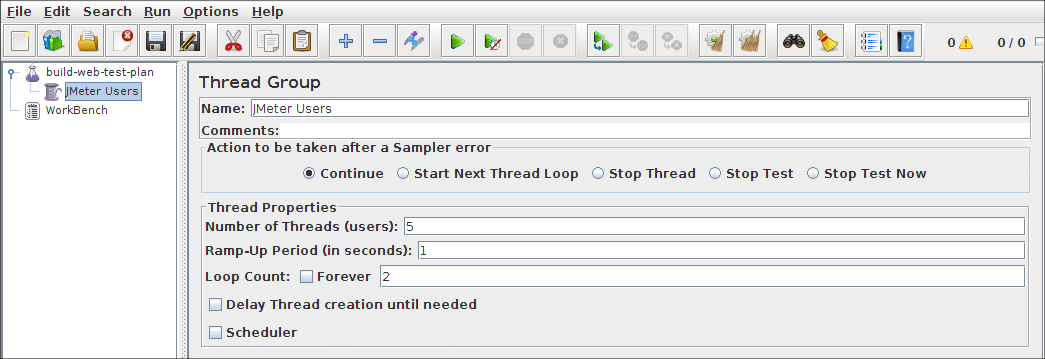 File Edit Search Run Options Help
0 0 / 0
build-web-test-plan
JMeter Users
WorkBench
Thread Group
Name: JMeter Users
Comments:
Action to be taken after a Sampler error
Continue Start Next Thread Loop Stop Thread Stop Test Stop Test Now
Thread Properties
Number of Threads (users): 5
Ramp-Up Period (in seconds): 1
Loop Count: Forever 2
Delay Thread creation until needed
Scheduler